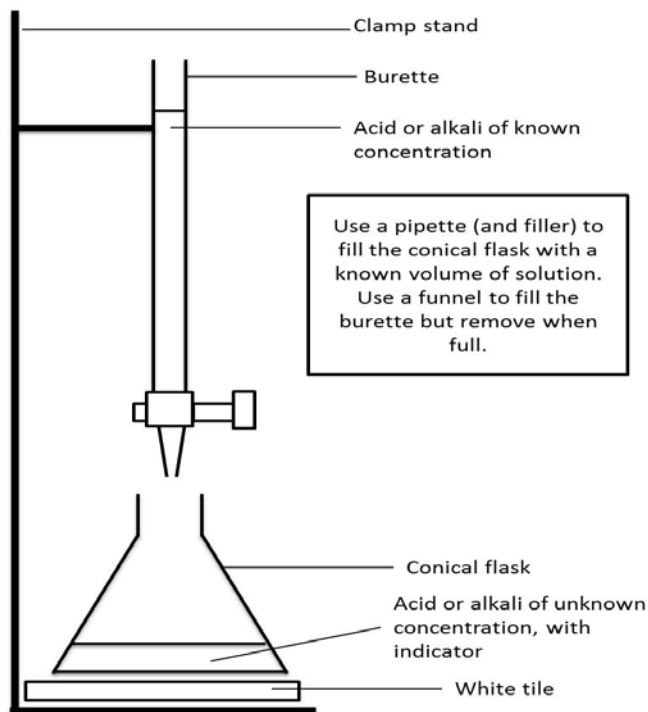 Clamp stand
Burette
Acid or alkali of known
concentration
Use a pipette (and filler) to
fill the conical flask with a
known volume of solution.
Use a funnel to fill the
burette but remove when
full.
Conical flask
Acid or alkali of unknown
concentration, with
indicator
White tile